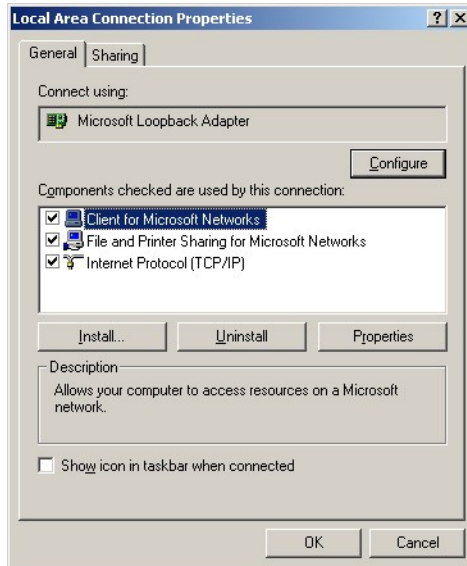 Local Area Connection Properties
General
Sharing
Connect using:
Microsoft Loopback Adapter
Configure
Components checked are used by this connection:
Client for Microsoft Networks
File and Printer Sharing for Microsoft Networks
Internet Protocol (TCP/IP)
Install...
Uninstall
Properties
Description
Allows your computer to access resources on a Microsoft
network.
Show icon in taskbar when connected
OK
Cancel